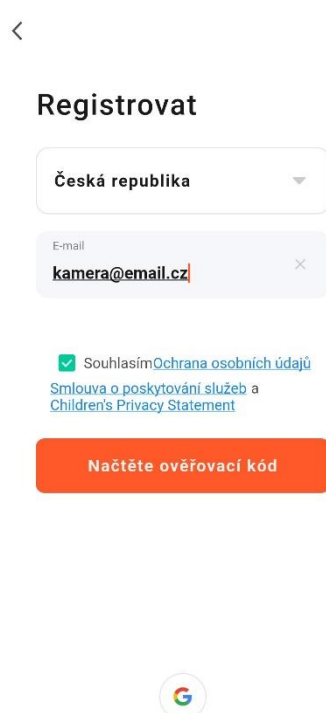 Registrovat
Česká republika
E-mail
kamera@email.cz
SouhlasímOchrana osobních údajů
Smlouva o poskytování služeb a
Children's Privacy Statement
Načtěte ověřovací kód
G